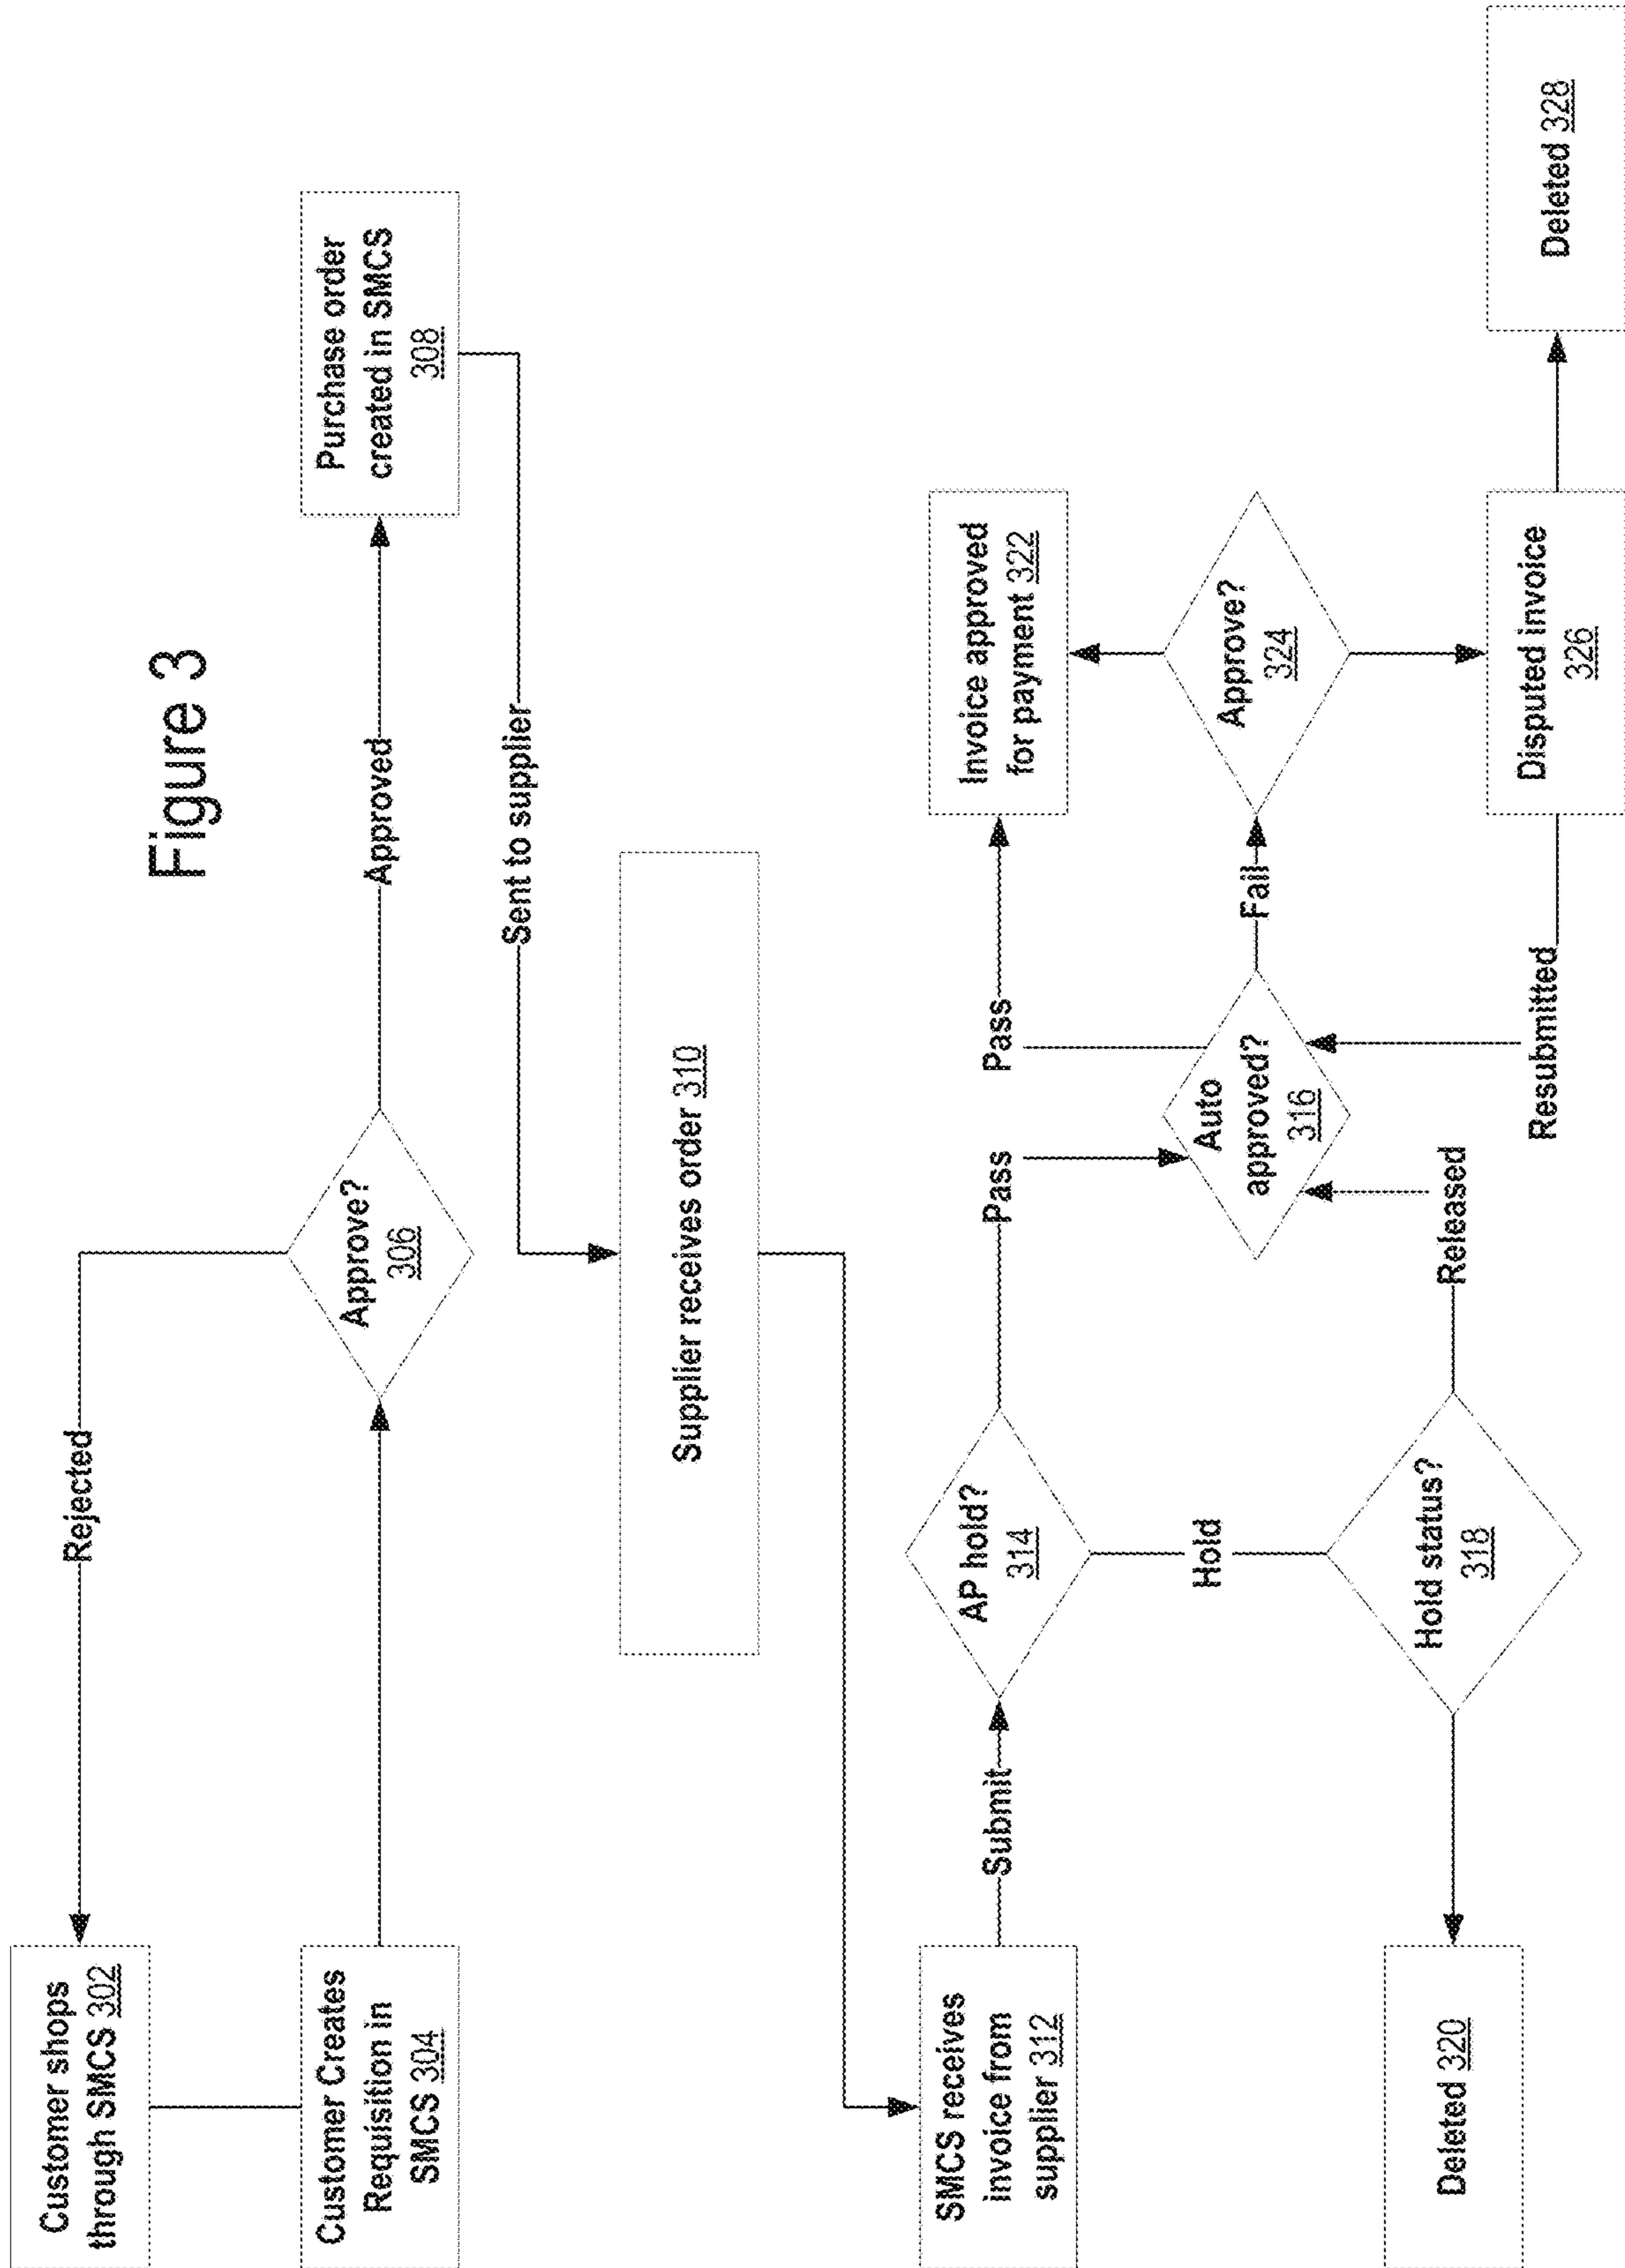 Figure 3
Rejected
Customer shops
through SMCS 302
Customer Creates
Requisition in
SMCS 304
Approve?
306
Approved
Purchase order
created in SMCS
308
Sent to supplier
Supplier receives order 310
SMCS receives
invoice from
supplier 312
Submit
AP hold?
314
Pass
Hold
Hold status?
318
Released
Deleted 320
Auto
approved?
316
Pass
Fail
Invoice approved
for payment 322
Approve?
324
Resubmitted
Disputed invoice
326
Deleted 328